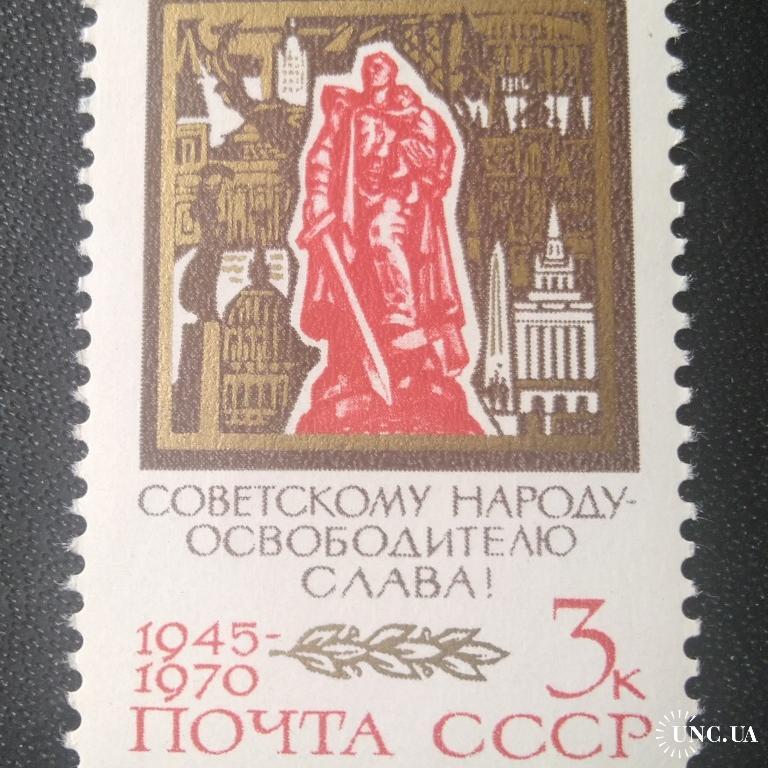 СОВЕТСКОМУ НАРОДУ-
ОСВОБОДИТЕЛЮ
СЛАВА!
1945-
1970
3к
ПОЧТА СССР
UNC.UA